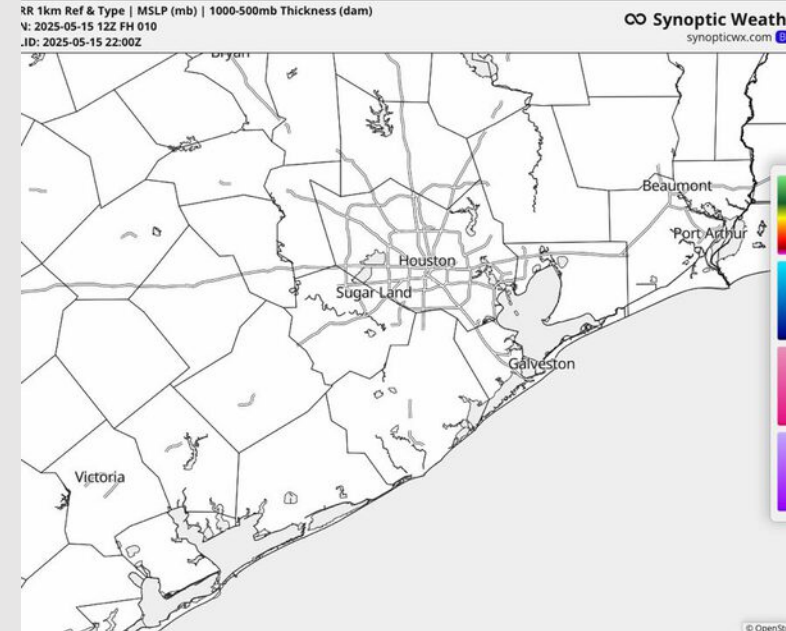 RR 1km Ref & Type | MSLP (mb) | 1000-500mb Thickness (dam)
N: 2025-05-15 12Z FH 010
LID: 2025-05-15 22:00Z
Synoptic Weath
synopticwx.com B
Bryan
Beaumont
Port Arthur
Houston
Sugar Land
Galveston
Victoria
© OpenSt